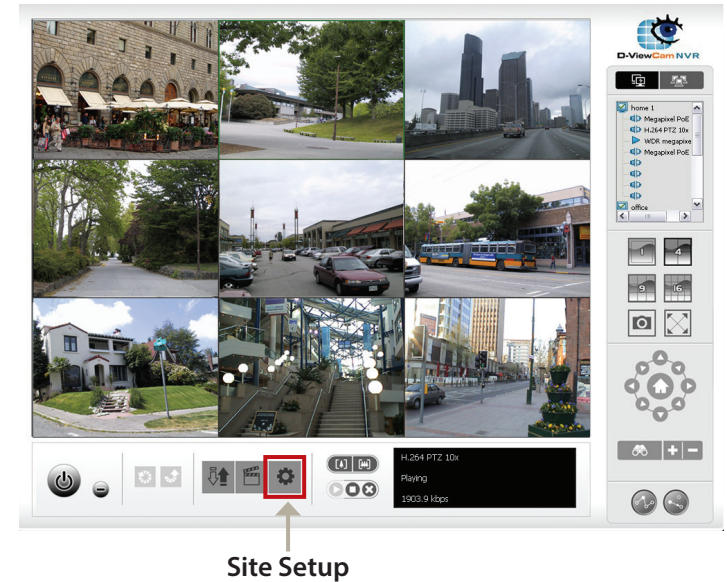 D-ViewCam NVR
home 1
Megapixel PoE
H.264 PTZ 10x
WDR megapixe
Megapixel PoE
office
1 4
9 16
H.264 PTZ 10x
Playing
1903.9 kbps
Site Setup